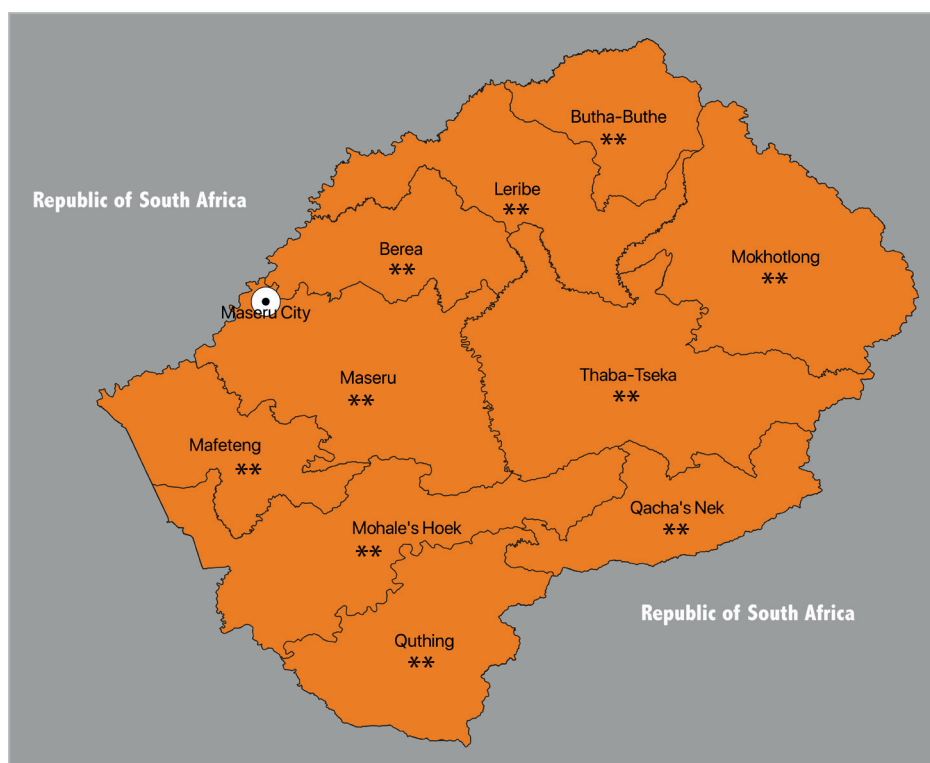 Butha-Buthe
**
Republic of South Africa
Leribe
**
Berea
**
Mokhotlong
**
Maseru City
Maseru
**
Thaba-Tseka
**
Mafeteng
**
Qacha's Nek
**
Mohale's Hoek
**
Republic of South Africa
Quthing
**